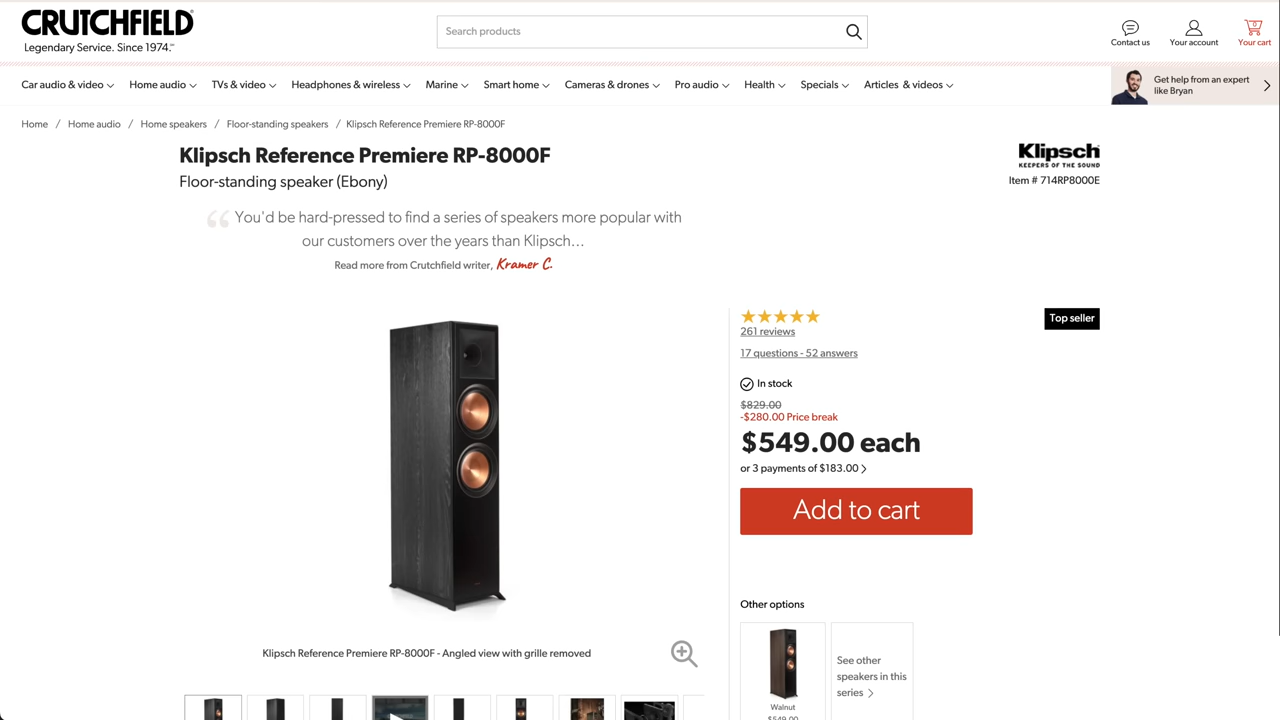 CRUTCHFIELD
Legendary Service. Since 1974.℠
Search products
Contact us
Your account
0
Your cart
Car audio & video
Home audio
TVs & video
Headphones & wireless
Marine
Smart home
Cameras & drones
Pro audio
Health
Specials
Articles & videos
Get help from an expert
like Bryan
Home / Home audio / Home speakers / Floor-standing speakers / Klipsch Reference Premiere RP-8000F
Klipsch Reference Premiere RP-8000F
Floor-standing speaker (Ebony)
Klipsch
KEEPERS OF THE SOUND
Item # 714RP8000E
“ You'd be hard-pressed to find a series of speakers more popular with
our customers over the years than Klipsch...
Read more from Crutchfield writer, Kramer C.
261 reviews
Top seller
17 questions - 52 answers
In stock
$829.00
-$280.00 Price break
$549.00 each
or 3 payments of $183.00
Add to cart
Other options
Klipsch Reference Premiere RP-8000F - Angled view with grille removed
Walnut
$549.00
See other
speakers in this
series